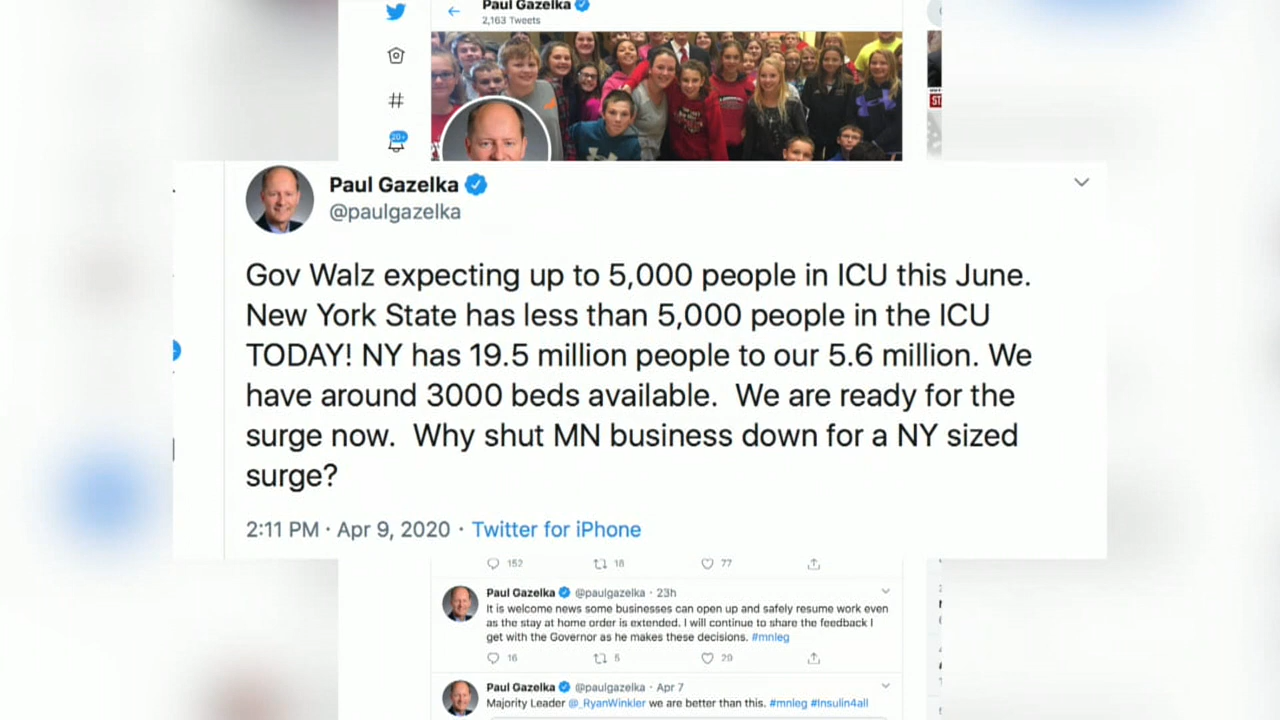 Paul Gazelka
2,163 Tweets
#
20+
ST
Paul Gazelka
@paulgazelka
Gov Walz expecting up to 5,000 people in ICU this June.
New York State has less than 5,000 people in the ICU
TODAY! NY has 19.5 million people to our 5.6 million. We
have around 3000 beds available.  We are ready for the
surge now.  Why shut MN business down for a NY sized
surge?
2:11 PM · Apr 9, 2020 · Twitter for iPhone
152 18 77
Paul Gazelka @paulgazelka · 23h
It is welcome news some businesses can open up and safely resume work even
as the stay at home order is extended. I will continue to share the feedback I
get with the Governor as he makes these decisions. #mnleg
16 5 29
Paul Gazelka @paulgazelka · Apr 7
Majority Leader @_RyanWinkler we are better than this. #mnleg #Insulin4all